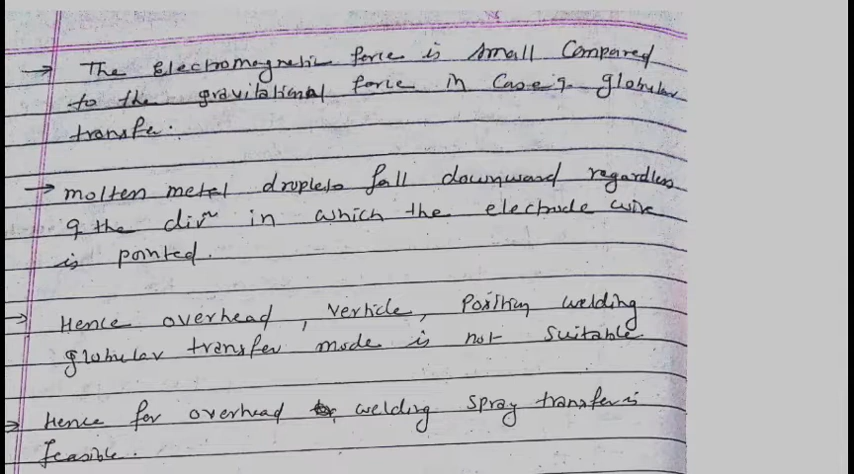 → The Electromagnetic force is small Compared
to the gravitational force in Case of globular
transfer.
→ molten metal droplets fall downward regardless
of the dirⁿ in which the electrode wire
is pointed.
→ Hence overhead, verticle, Position welding
globular transfer mode is not suitable
→ Hence for overhead welding spray transfer is
feasible.